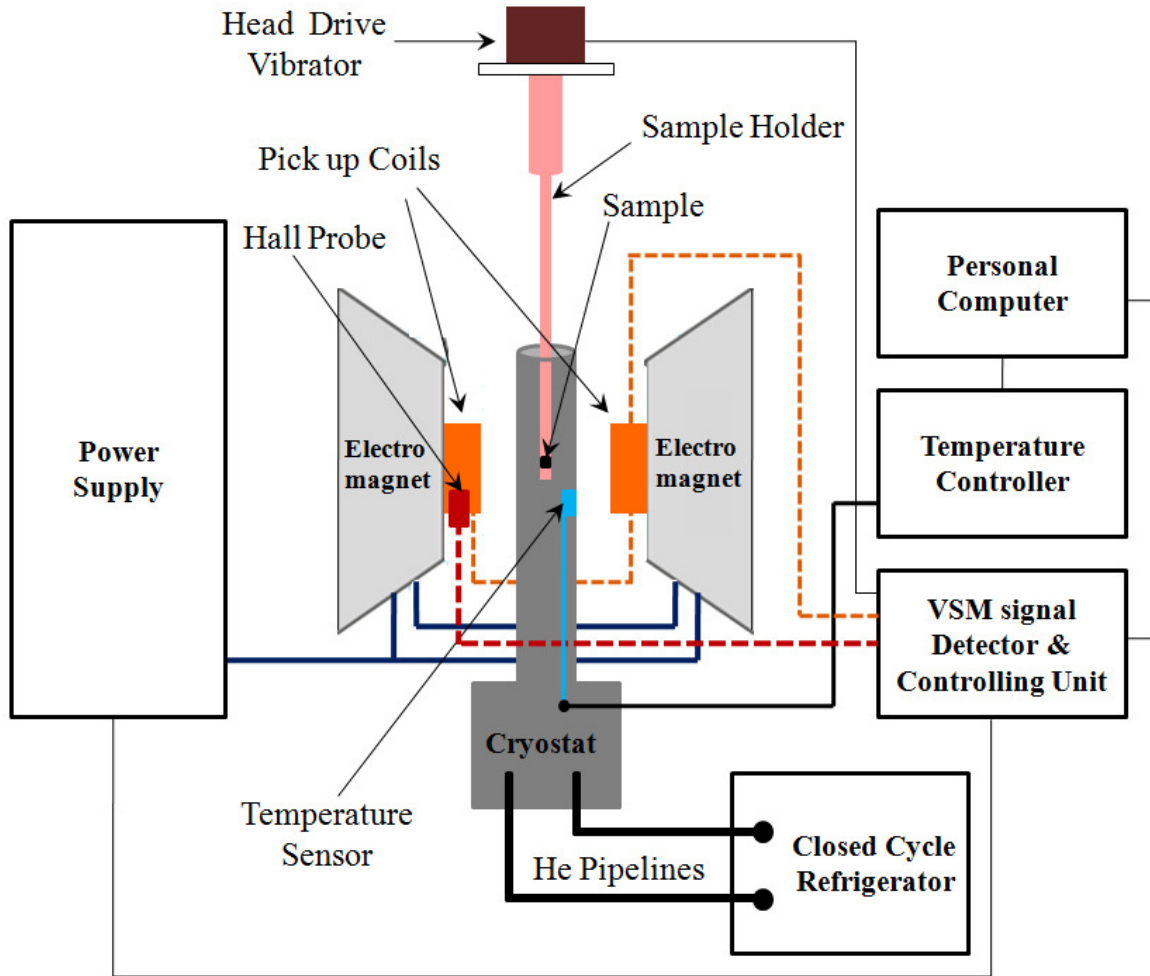 Head Drive
Vibrator
Sample Holder
Pick up Coils
Sample
Hall Probe
Personal
Computer
Power
Supply
Electro
magnet
Electro
magnet
Temperature
Controller
VSM signal
Detector &
Controlling Unit
Cryostat
Temperature
Sensor
He Pipelines
Closed Cycle
Refrigerator